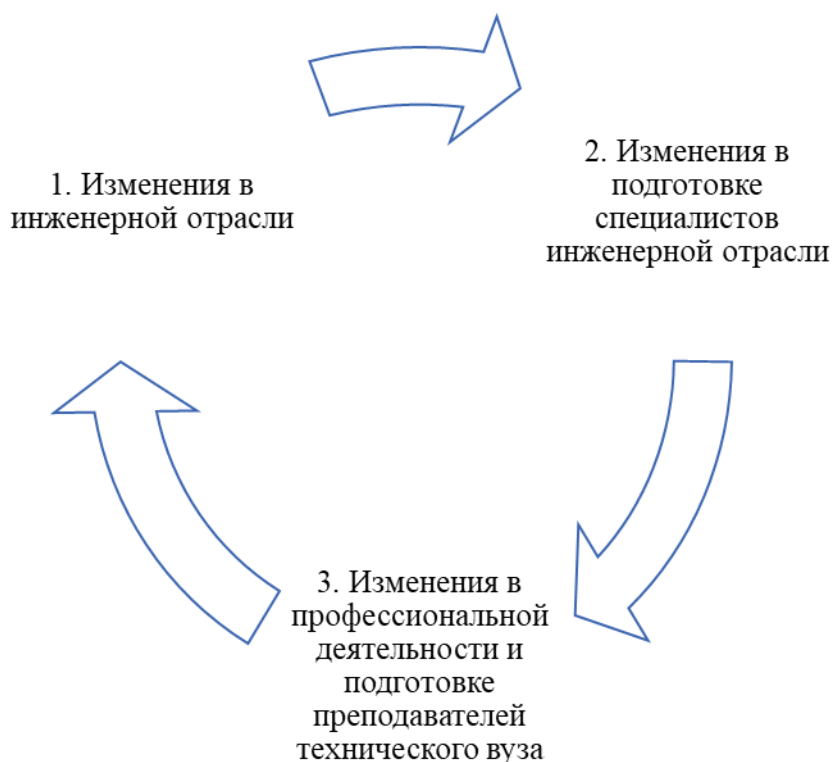 1. Изменения в
инженерной отрасли
2. Изменения в
подготовке
специалистов
инженерной отрасли
3. Изменения в
профессиональной
деятельности и
подготовке
преподавателей
технического вуза